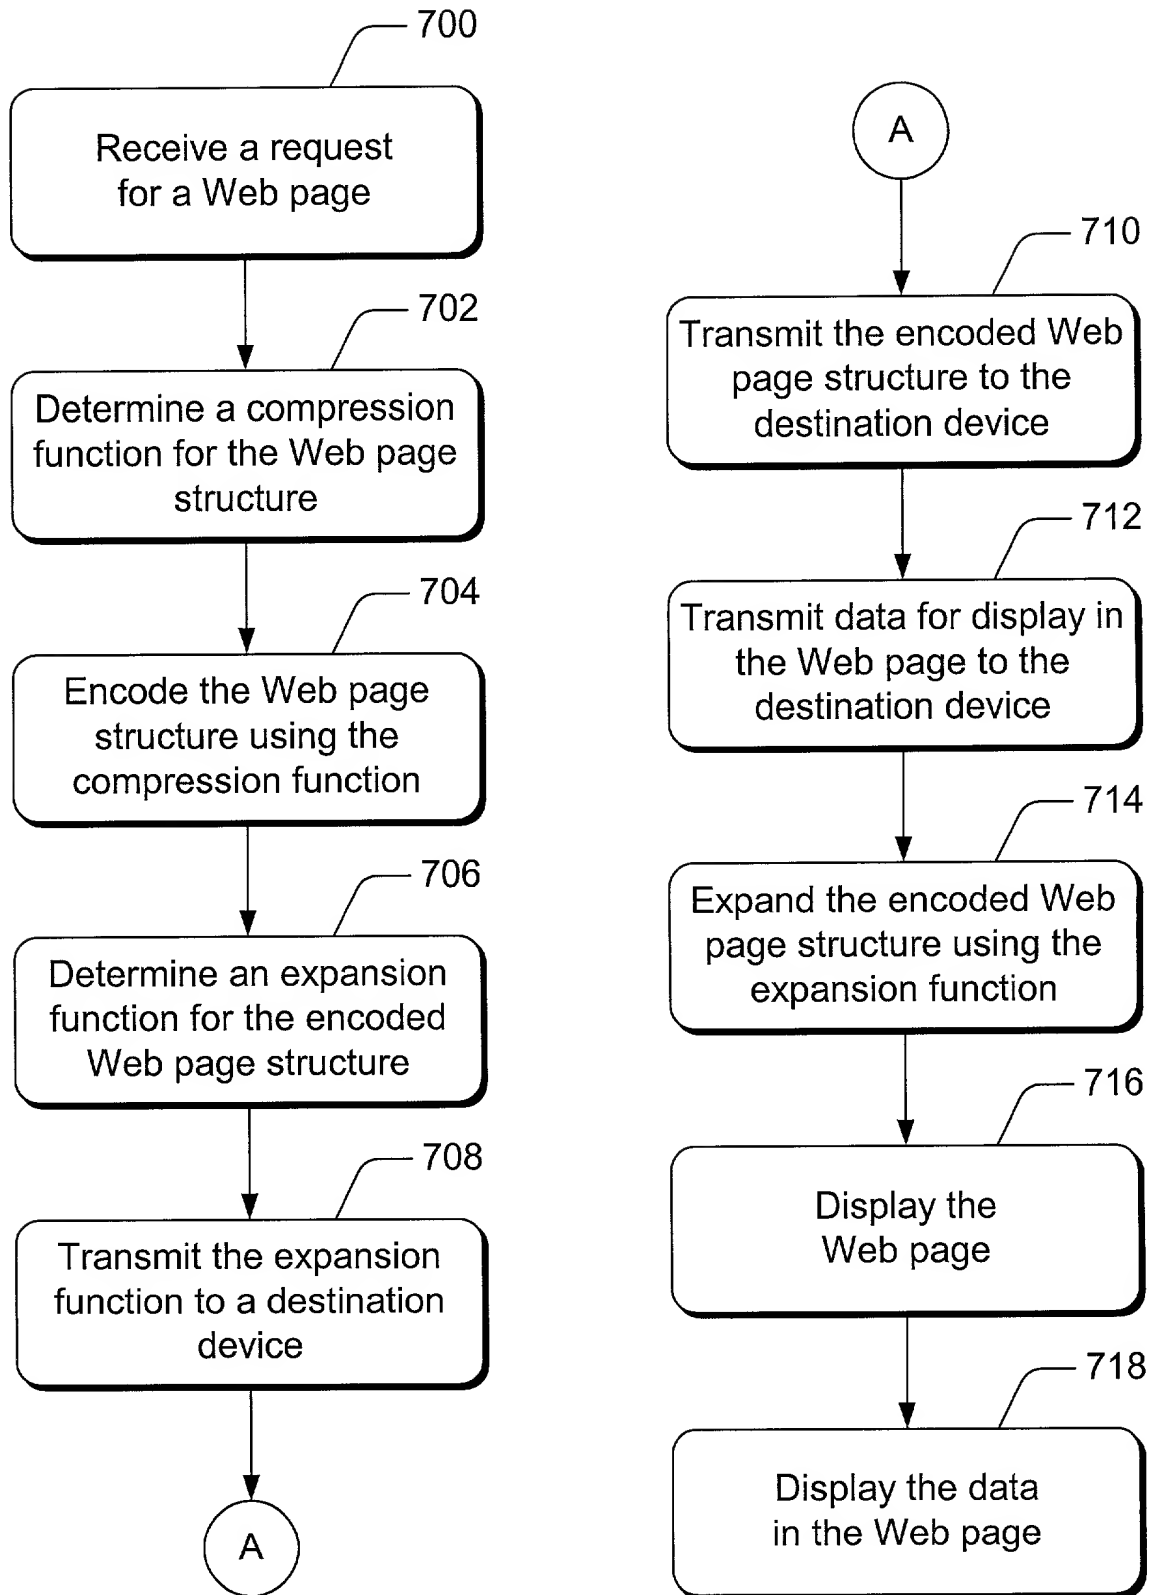 700
Receive a request
for a Web page
702
Determine a compression
function for the Web page
structure
704
Encode the Web page
structure using the
compression function
706
Determine an expansion
function for the encoded
Web page structure
708
Transmit the expansion
function to a destination
device
A
A
710
Transmit the encoded Web
page structure to the
destination device
712
Transmit data for display in
the Web page to the
destination device
714
Expand the encoded Web
page structure using the
expansion function
716
Display the
Web page
718
Display the data
in the Web page